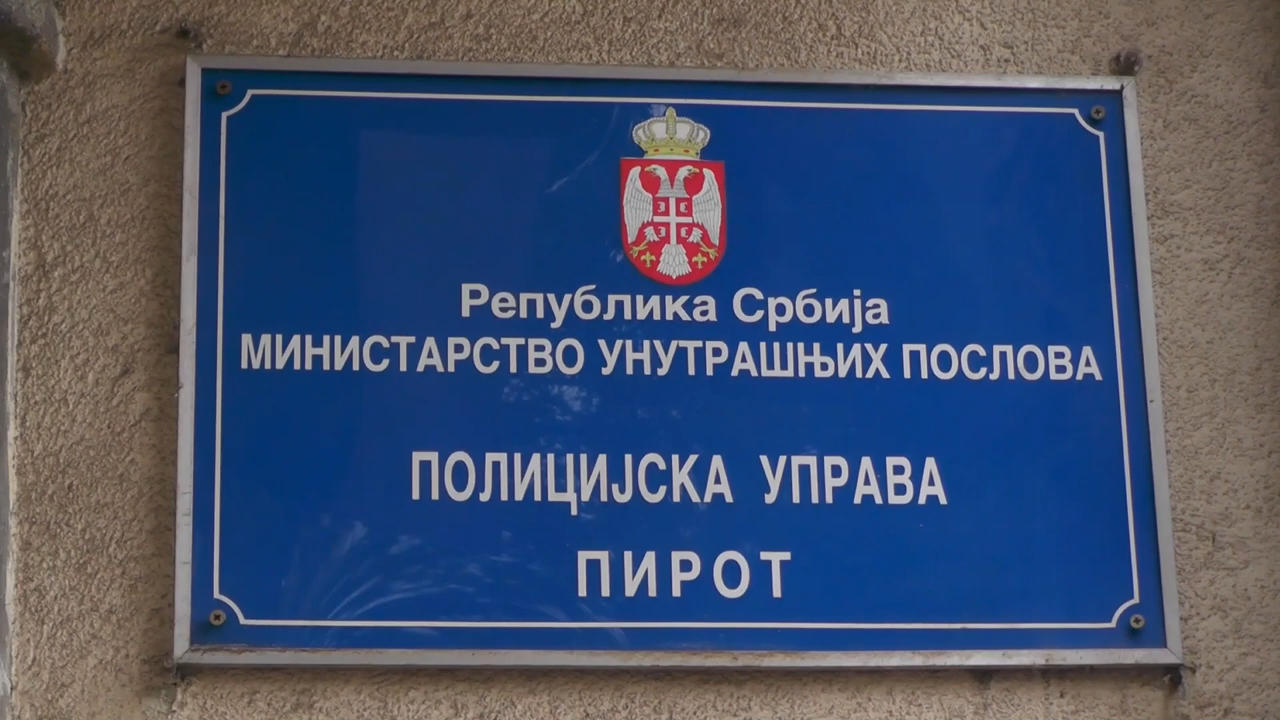 Република Србија
МИНИСТАРСТВО УНУТРАШЊИХ ПОСЛОВА
ПОЛИЦИЈСКА УПРАВА
ПИРОТ